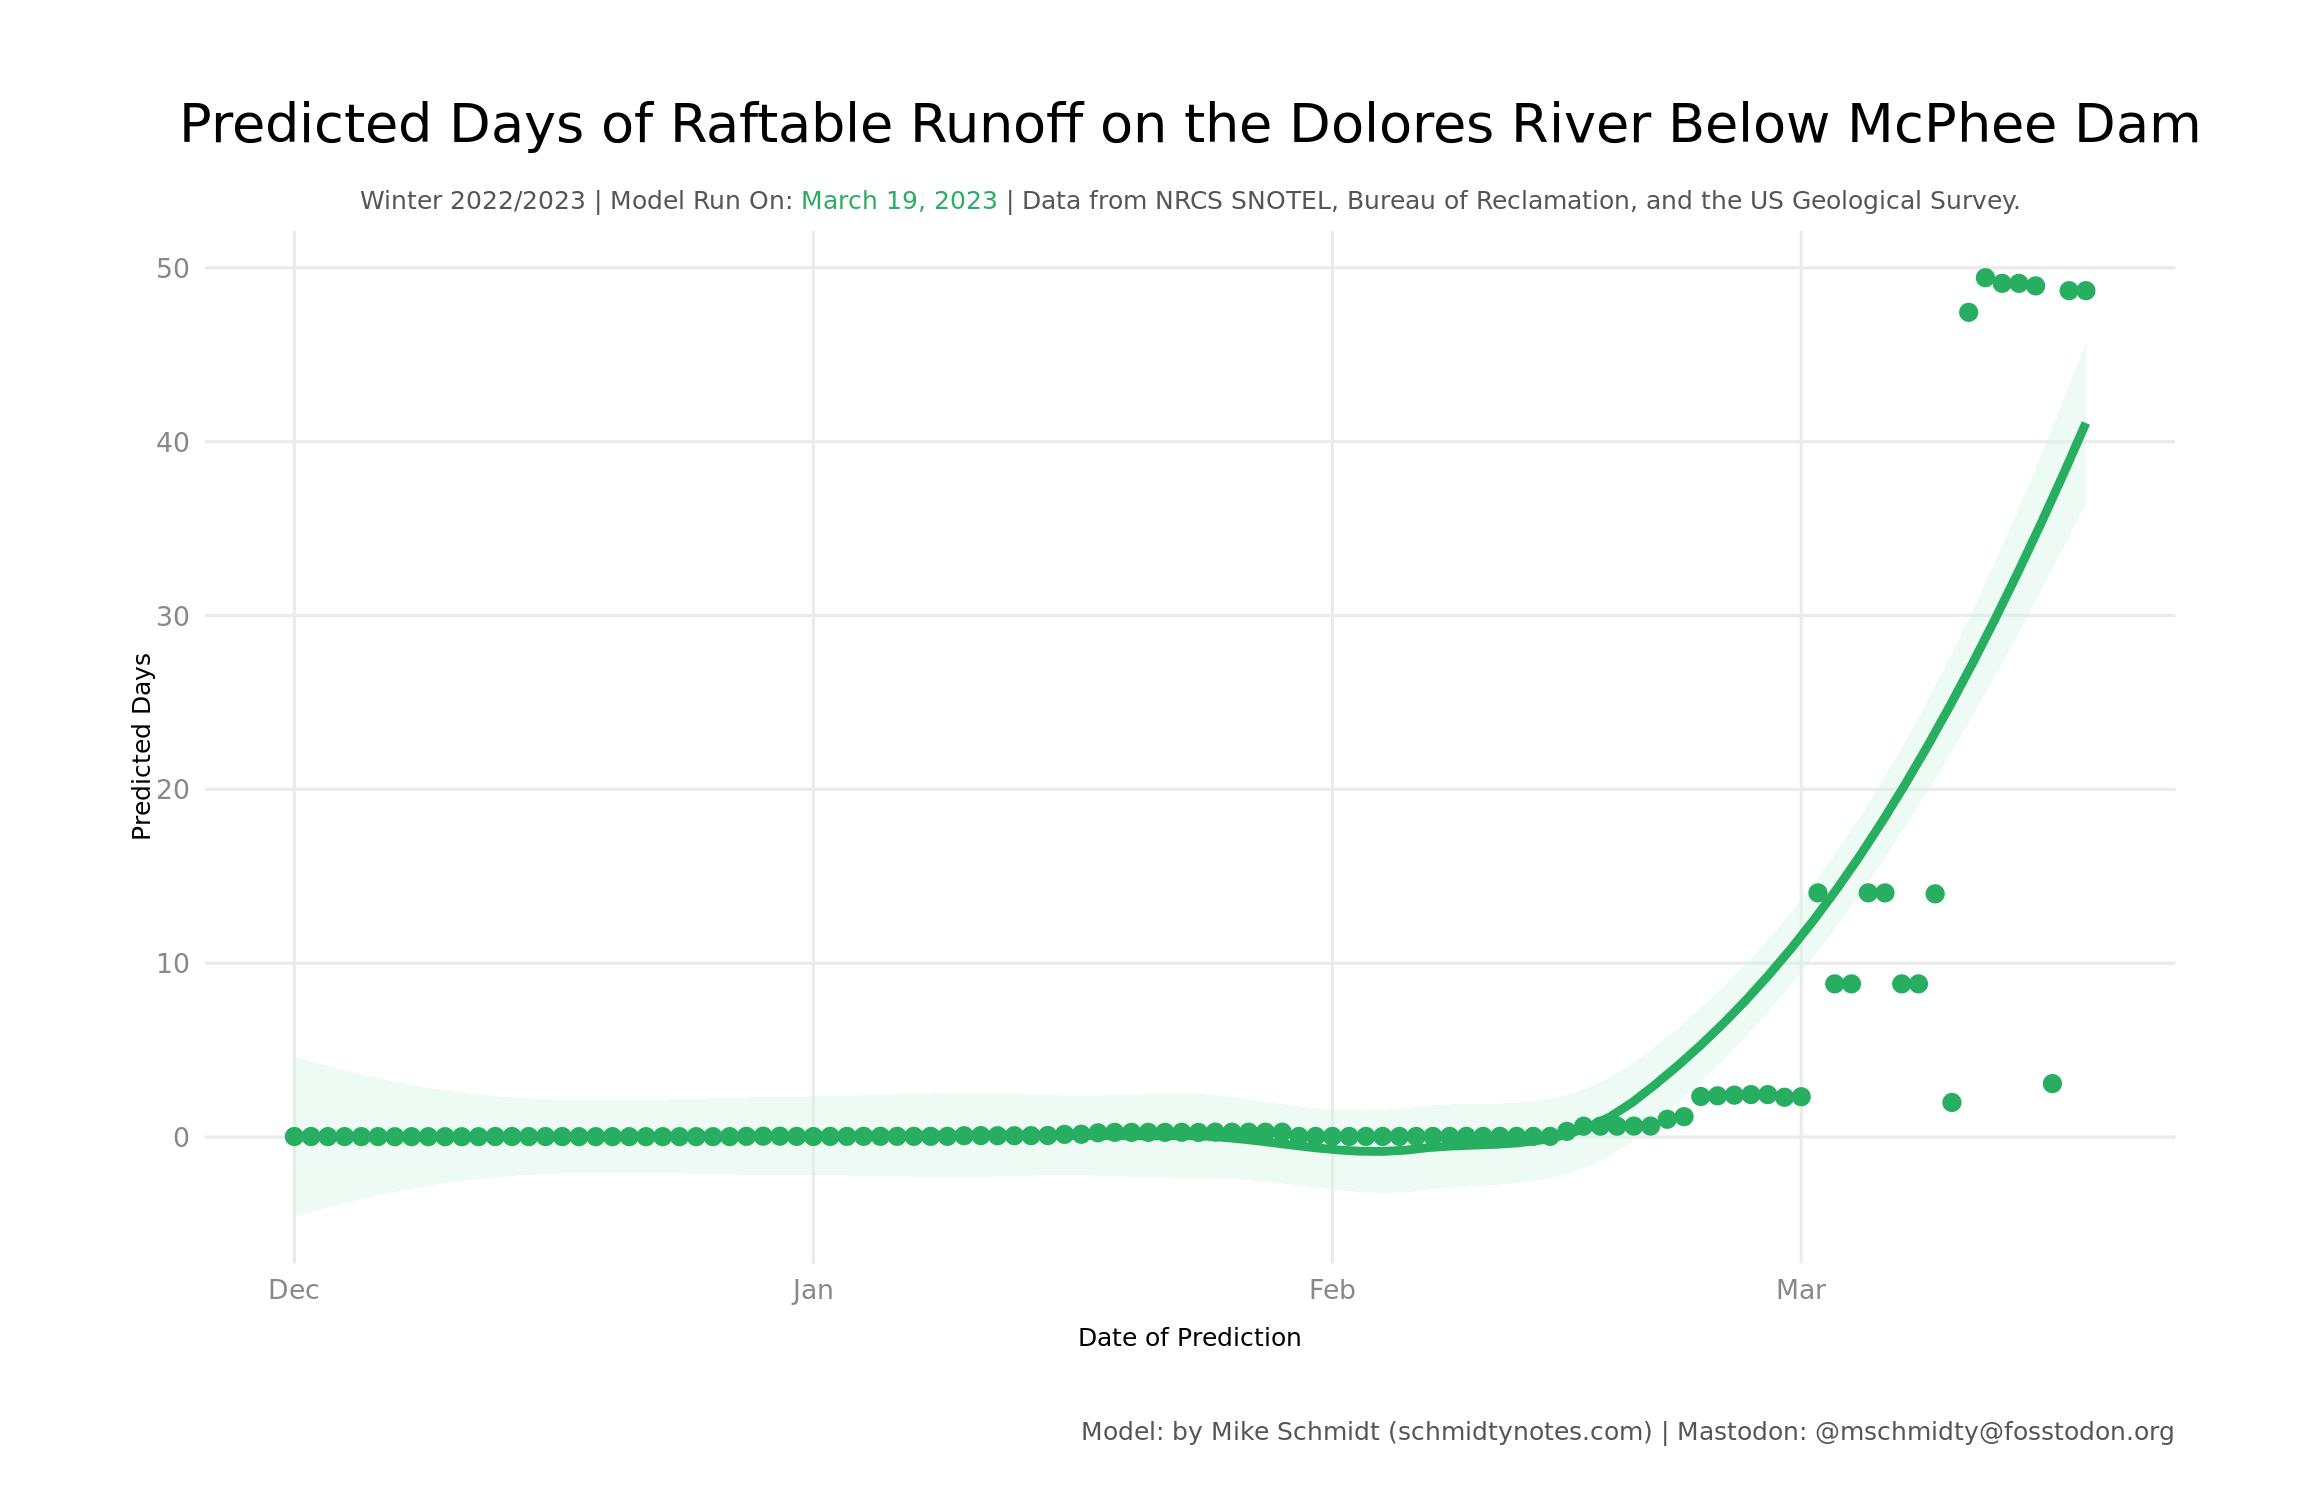 Predicted Days of Raftable Runoff on the Dolores River Below McPhee Dam
Winter 2022/2023 | Model Run On: March 19, 2023 | Data from NRCS SNOTEL, Bureau of Reclamation, and the US Geological Survey.
50
40
30
20
10
0
Predicted Days
Dec Jan Feb Mar
Date of Prediction
Model: by Mike Schmidt (schmidtynotes.com) | Mastodon: @mschmidty@fosstodon.org